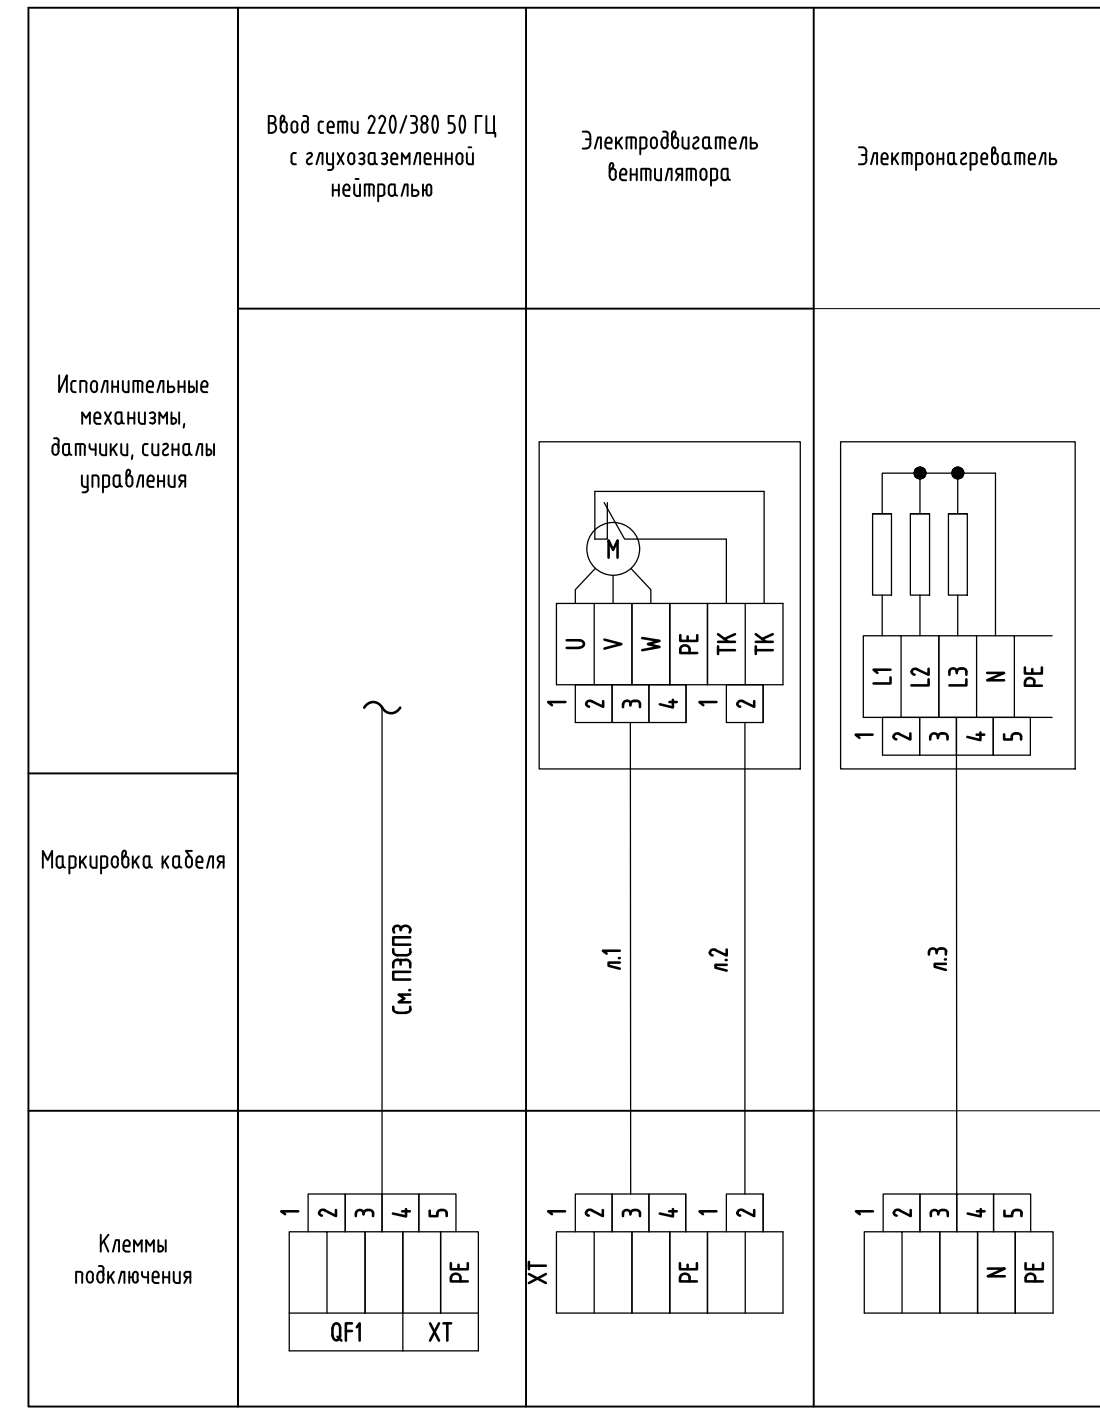 Ввод сети 220/380 50 ГЦ
с глухозаземленной
нейтралью
Электродвигатель
вентилятора
Электронагреватель
Исполнительные
механизмы,
датчики, сигналы
управления
M
U V W PE TK TK
1 2 3 4 1 2
L1 L2 L3 N PE
1 2 3 4 5
Маркировка кабеля
См. ПЭСПЗ
л.1
л.2
л.3
Клеммы
подключения
1 2 3 4 5
PE
QF1 XT
XT
1 2 3 4 1 2
PE
1 2 3 4 5
N PE